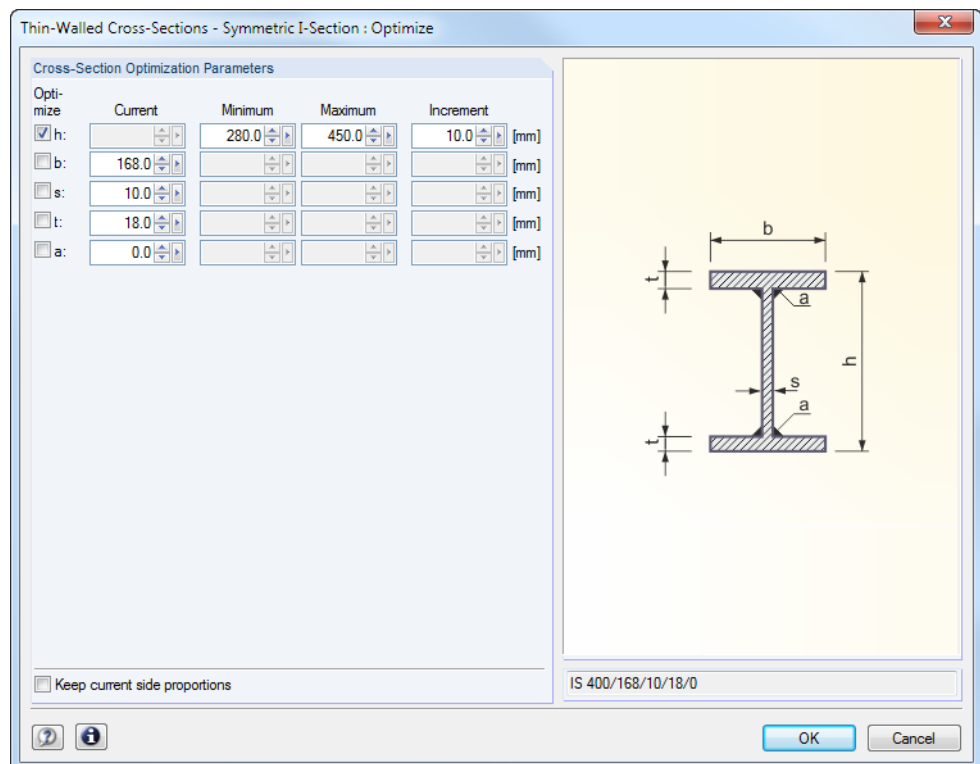 Thin-Walled Cross-Sections - Symmetric I-Section : Optimize
Cross-Section Optimization Parameters
Opti-
mize Current Minimum Maximum Increment
h: 280.0 450.0 10.0 [mm]
b: 168.0 [mm]
s: 10.0 [mm]
t: 18.0 [mm]
a: 0.0 [mm]
b
t
a
h
s
a
t
Keep current side proportions
IS 400/168/10/18/0
OK Cancel